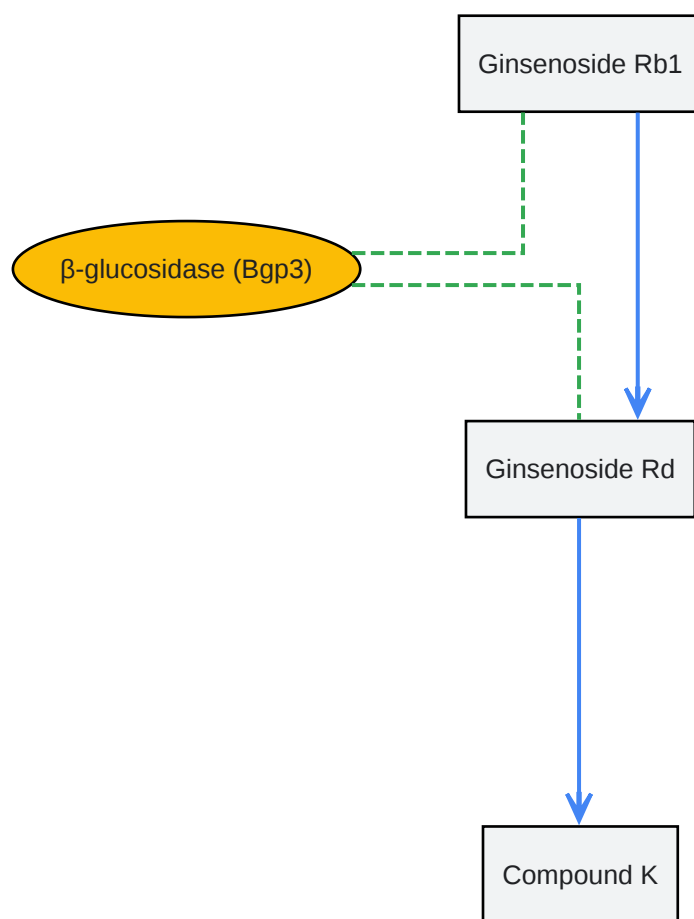 Ginsenoside Rb1
β-glucosidase (Bgp3)
Ginsenoside Rd
Compound K